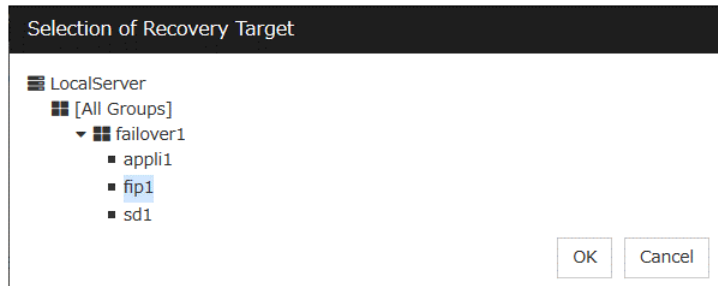 Selection of Recovery Target
LocalServer
[All Groups]
failover1
appli1
fip1
sd1
OK Cancel